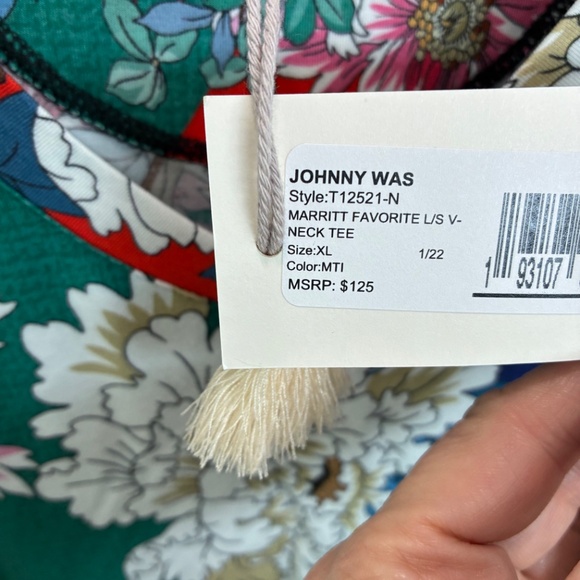 JOHNNY WAS
Style:T12521-N
MARRITT FAVORITE L/S V-
NECK TEE
Size:XL 1/22
Color:MTI
MSRP: $125
1 93107